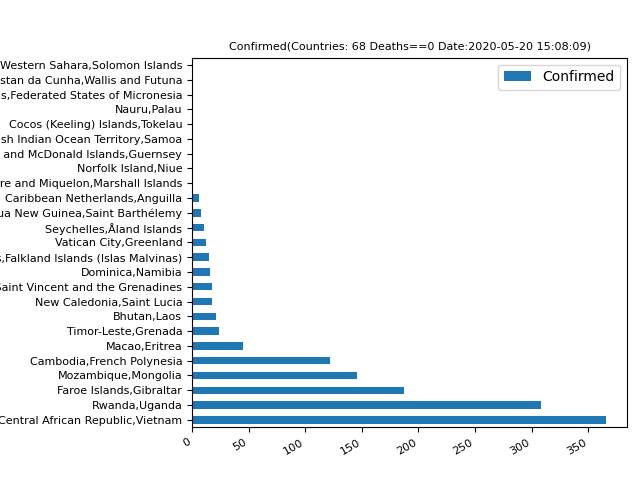 Confirmed(Countries: 68 Deaths==0 Date:2020-05-20 15:08:09)
Confirmed
Western Sahara,Solomon Islands
stan da Cunha,Wallis and Futuna
s,Federated States of Micronesia
Nauru,Palau
Cocos (Keeling) Islands,Tokelau
sh Indian Ocean Territory,Samoa
and McDonald Islands,Guernsey
Norfolk Island,Niue
re and Miquelon,Marshall Islands
Caribbean Netherlands,Anguilla
ua New Guinea,Saint Barthélemy
Seychelles,Åland Islands
Vatican City,Greenland
s,Falkland Islands (Islas Malvinas)
Dominica,Namibia
Saint Vincent and the Grenadines
New Caledonia,Saint Lucia
Bhutan,Laos
Timor-Leste,Grenada
Macao,Eritrea
Cambodia,French Polynesia
Mozambique,Mongolia
Faroe Islands,Gibraltar
Rwanda,Uganda
Central African Republic,Vietnam
0 50 100 150 200 250 300 350